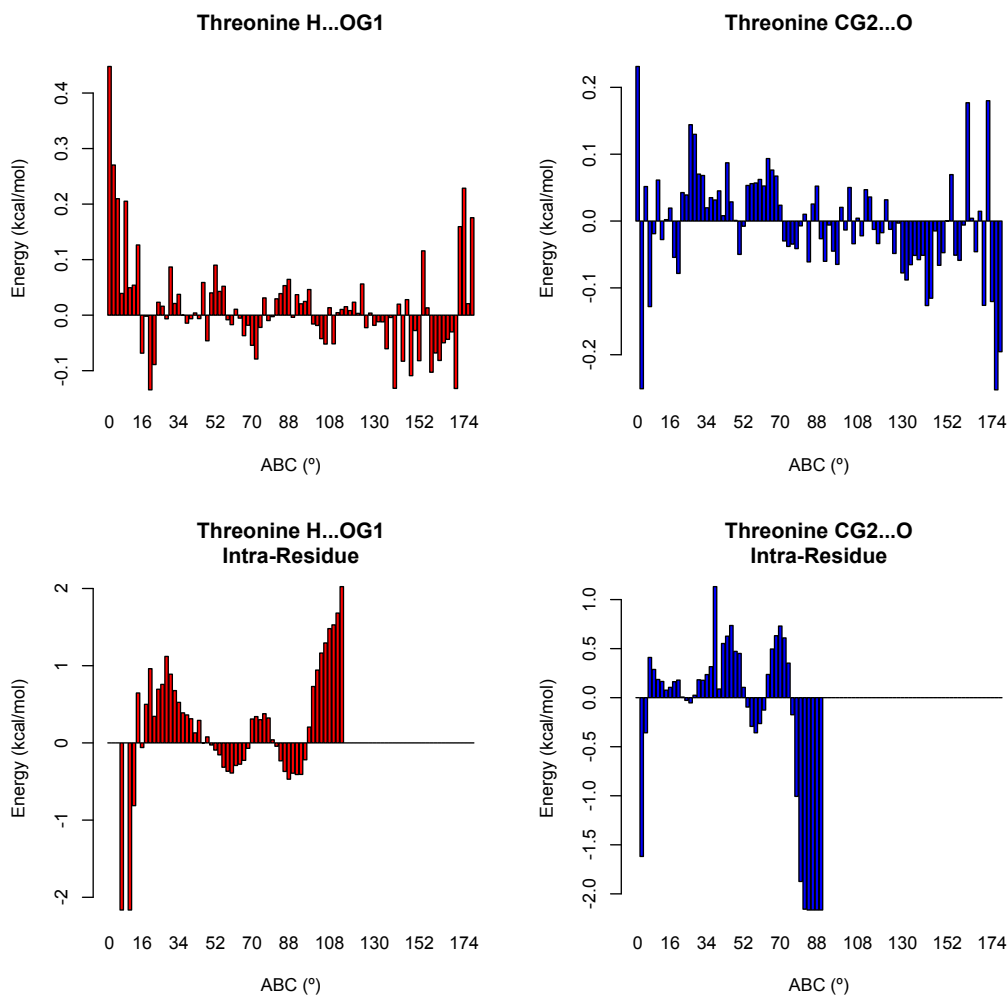 Threonine H...OG1
Energy (kcal/mol)
0.4
0.3
0.2
0.1
0.0
-0.1
0 16 34 52 70 88 108 130 152 174
ABC (º)
Threonine CG2...O
Energy (kcal/mol)
0.2
0.1
0.0
-0.1
-0.2
0 16 34 52 70 88 108 130 152 174
ABC (º)
Threonine H...OG1
Intra-Residue
Energy (kcal/mol)
2
1
0
-1
-2
0 16 34 52 70 88 108 130 152 174
ABC (º)
Threonine CG2...O
Intra-Residue
Energy (kcal/mol)
1.0
0.5
0.0
-0.5
-1.0
-1.5
-2.0
0 16 34 52 70 88 108 130 152 174
ABC (º)